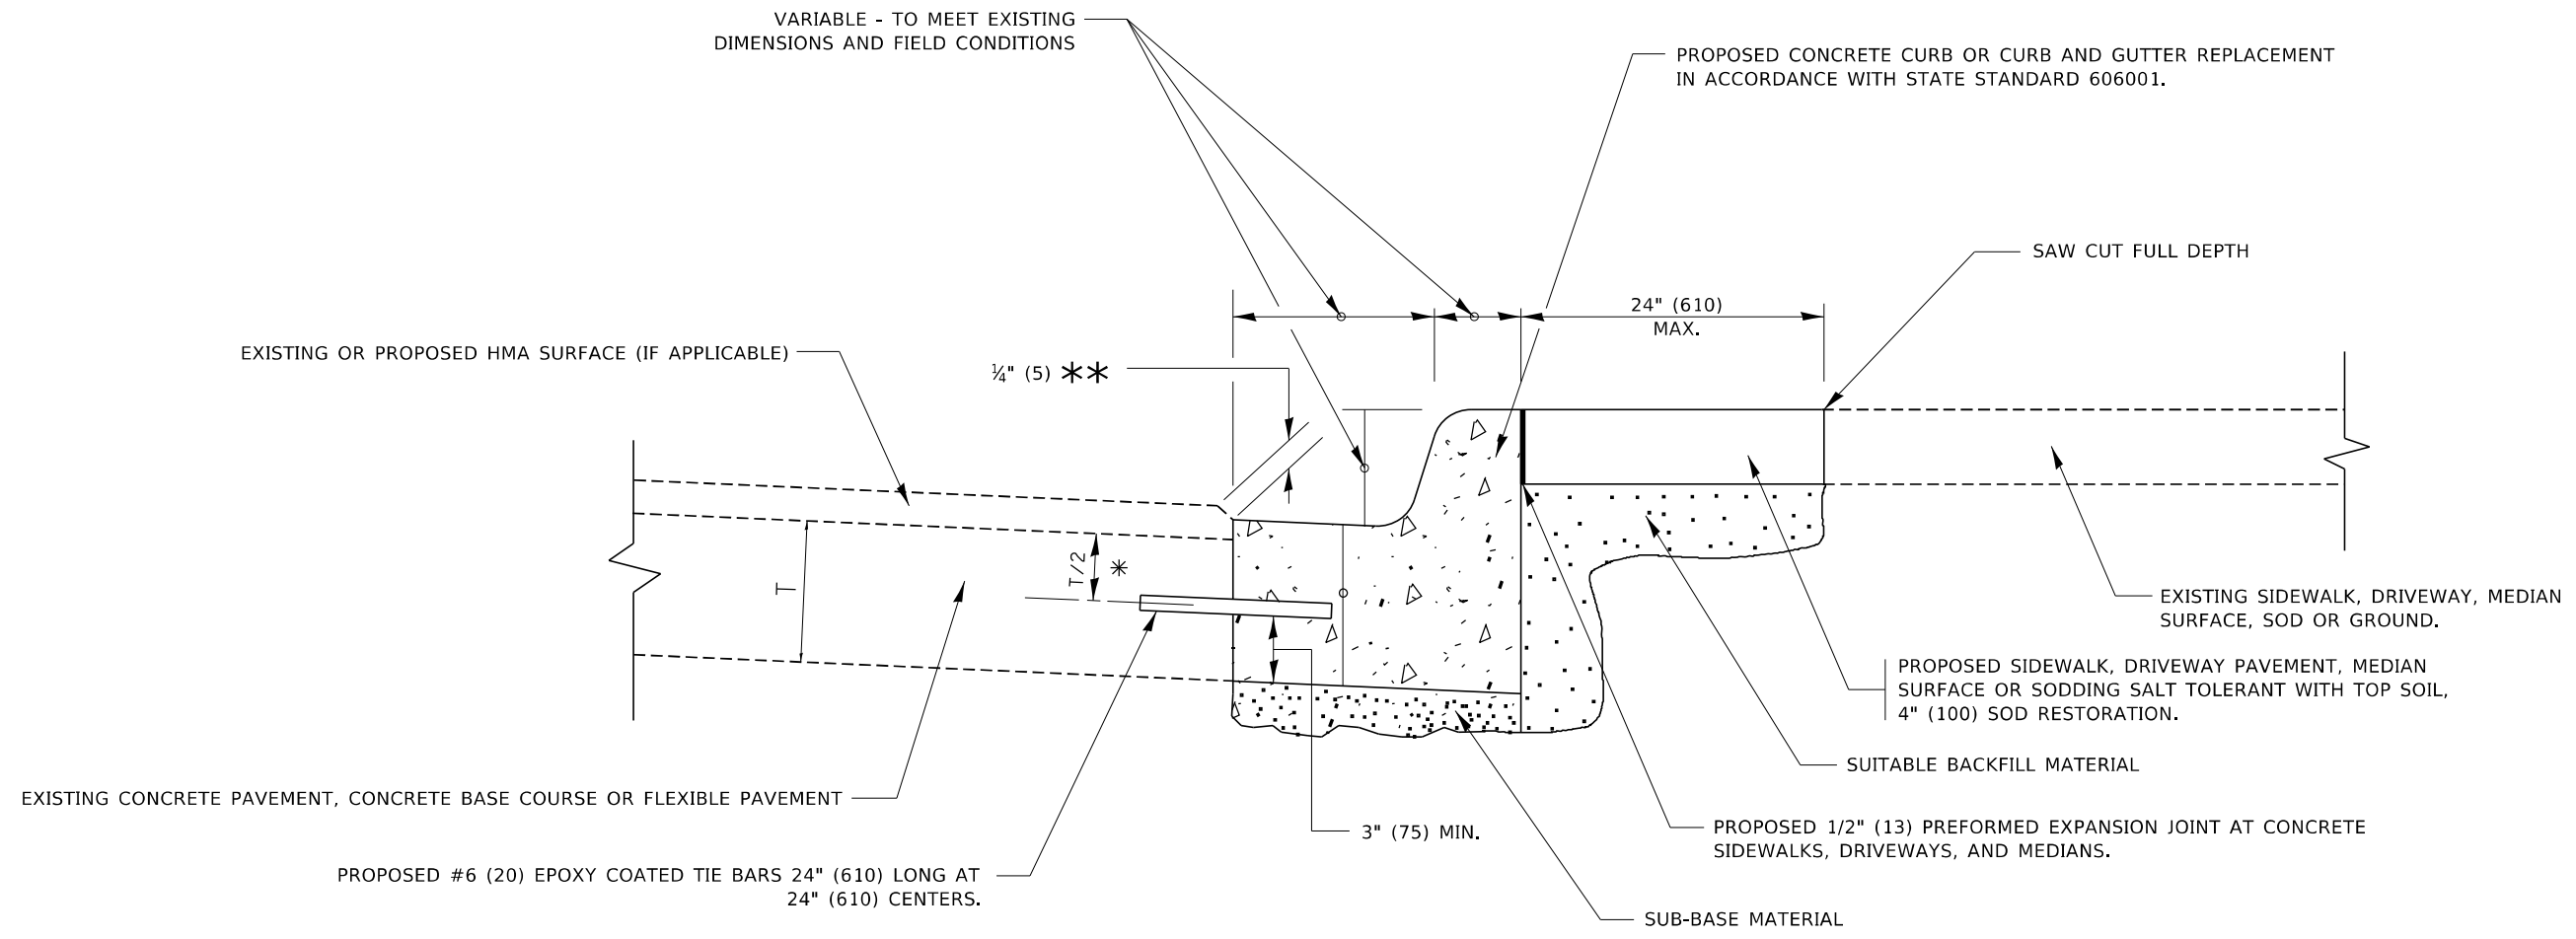 VARIABLE - TO MEET EXISTING
DIMENSIONS AND FIELD CONDITIONS
PROPOSED CONCRETE CURB OR CURB AND GUTTER REPLACEMENT
IN ACCORDANCE WITH STATE STANDARD 606001.
SAW CUT FULL DEPTH
24" (610)
MAX.
EXISTING OR PROPOSED HMA SURFACE (IF APPLICABLE)
¼" (5) **
T
T/2
*
EXISTING SIDEWALK, DRIVEWAY, MEDIAN
SURFACE, SOD OR GROUND.
PROPOSED SIDEWALK, DRIVEWAY PAVEMENT, MEDIAN
SURFACE OR SODDING SALT TOLERANT WITH TOP SOIL,
4" (100) SOD RESTORATION.
SUITABLE BACKFILL MATERIAL
EXISTING CONCRETE PAVEMENT, CONCRETE BASE COURSE OR FLEXIBLE PAVEMENT
3" (75) MIN.
PROPOSED 1/2" (13) PREFORMED EXPANSION JOINT AT CONCRETE
SIDEWALKS, DRIVEWAYS, AND MEDIANS.
PROPOSED #6 (20) EPOXY COATED TIE BARS 24" (610) LONG AT
24" (610) CENTERS.
SUB-BASE MATERIAL